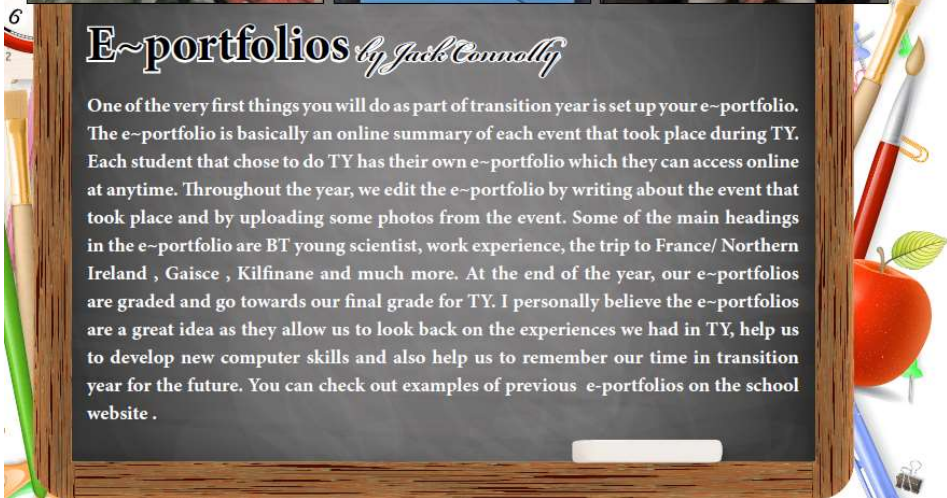 6
E~portfolios by Jack Connolly
One of the very first things you will do as part of transition year is set up your e~portfolio.
The e~portfolio is basically an online summary of each event that took place during TY.
Each student that chose to do TY has their own e~portfolio which they can access online
at anytime. Throughout the year, we edit the e~portfolio by writing about the event that
took place and by uploading some photos from the event. Some of the main headings
in the e~portfolio are BT young scientist, work experience, the trip to France/ Northern
Ireland , Gaisce , Kilfinane and much more. At the end of the year, our e~portfolios
are graded and go towards our final grade for TY. I personally believe the e~portfolios
are a great idea as they allow us to look back on the experiences we had in TY, help us
to develop new computer skills and also help us to remember our time in transition
year for the future. You can check out examples of previous e-portfolios on the school
website .